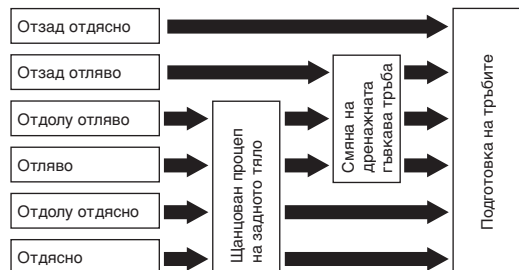 Отзад отдясно
Отзад отляво
Отдолу отляво
Отляво
Отдолу отдясно
Отдясно
Щанцован процеп
на задното тяло
Смяна на
дренажната
гъвкава тръба
Подготовка на тръбите